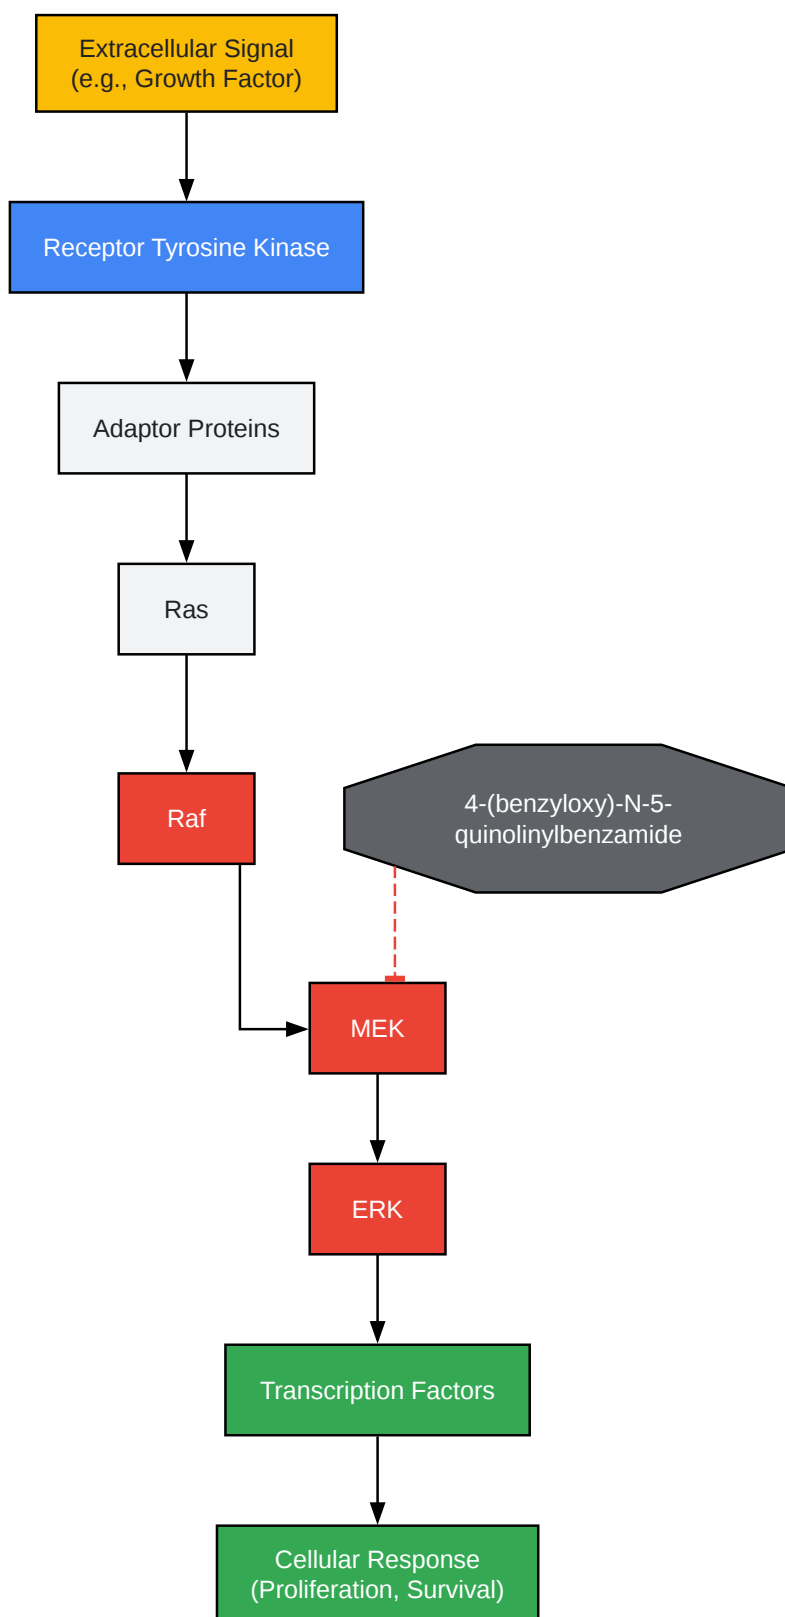 Extracellular Signal
(e.g., Growth Factor)
Receptor Tyrosine Kinase
Adaptor Proteins
Ras
Raf
4-(benzyloxy)-N-5-
quinolinylbenzamide
MEK
ERK
Transcription Factors
Cellular Response
(Proliferation, Survival)